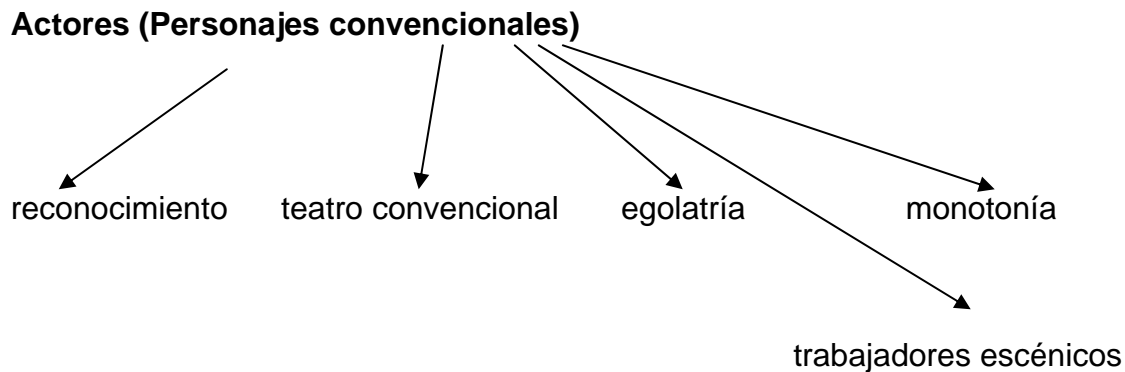 Actores (Personajes convencionales)
reconocimiento teatro convencional egolatría monotonía
trabajadores escénicos